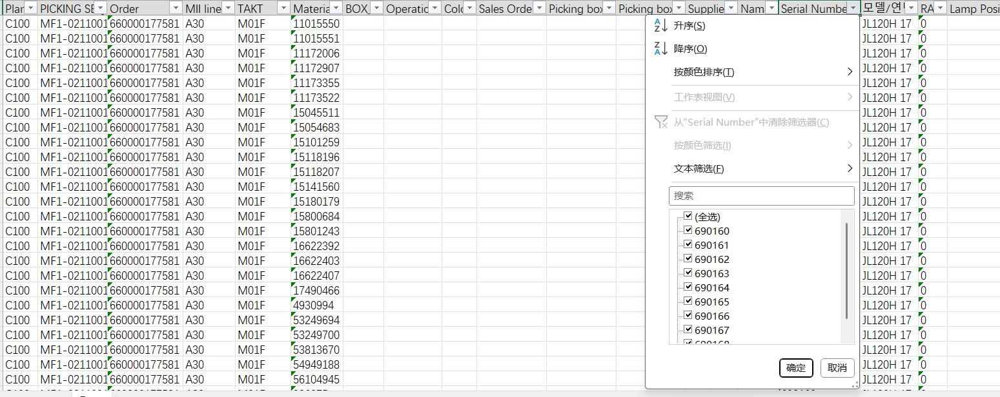 Plan PICKING SE Order MII line TAKT Materia BOX_ Operatio Colo Sales Orde Picking box Picking box Supplie Nam Serial Numbe 모델/연 RA Lamp Posi
C100 MF1-0211001 660000177581 A30 M01F 11015550 JL120H 17 0
C100 MF1-0211001 660000177581 A30 M01F 11015551 JL120H 17 0
C100 MF1-0211001 660000177581 A30 M01F 11172006 JL120H 17 0
C100 MF1-0211001 660000177581 A30 M01F 11172907 JL120H 17 0
C100 MF1-0211001 660000177581 A30 M01F 11173355 JL120H 17 0
C100 MF1-0211001 660000177581 A30 M01F 11173522 JL120H 17 0
C100 MF1-0211001 660000177581 A30 M01F 15045511 JL120H 17 0
C100 MF1-0211001 660000177581 A30 M01F 15054683 JL120H 17 0
C100 MF1-0211001 660000177581 A30 M01F 15101259 JL120H 17 0
C100 MF1-0211001 660000177581 A30 M01F 15118196 JL120H 17 0
C100 MF1-0211001 660000177581 A30 M01F 15118207 JL120H 17 0
C100 MF1-0211001 660000177581 A30 M01F 15141560 JL120H 17 0
C100 MF1-0211001 660000177581 A30 M01F 15180179 JL120H 17 0
C100 MF1-0211001 660000177581 A30 M01F 15800684 JL120H 17 0
C100 MF1-0211001 660000177581 A30 M01F 15801243 JL120H 17 0
C100 MF1-0211001 660000177581 A30 M01F 16622392 JL120H 17 0
C100 MF1-0211001 660000177581 A30 M01F 16622403 JL120H 17 0
C100 MF1-0211001 660000177581 A30 M01F 16622407 JL120H 17 0
C100 MF1-0211001 660000177581 A30 M01F 17490466 JL120H 17 0
C100 MF1-0211001 660000177581 A30 M01F 4930994 JL120H 17 0
C100 MF1-0211001 660000177581 A30 M01F 53249694 JL120H 17 0
C100 MF1-0211001 660000177581 A30 M01F 53249700 JL120H 17 0
C100 MF1-0211001 660000177581 A30 M01F 53813670 JL120H 17 0
C100 MF1-0211001 660000177581 A30 M01F 54949188 JL120H 17 0
C100 MF1-0211001 660000177581 A30 M01F 56104945 JL120H 17 0
升序(S)
降序(O)
按颜色排序(T)
工作表视图(V)
从“Serial Number”中清除筛选器(C)
按颜色筛选(I)
文本筛选(F)
搜索
(全选)
690160
690161
690162
690163
690164
690165
690166
690167
690168
确定 取消